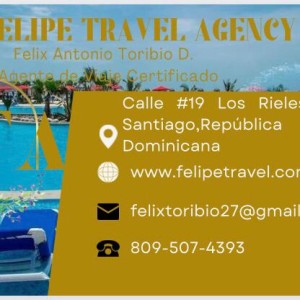 ELIPE TRAVEL AGENCY
Felix Antonio Toribio D.
Agente de Viaje Certificado
Calle #19 Los Rieles
Santiago,República
Dominicana
www.felipetravel.com
felixtoribio27@gmail
809-507-4393